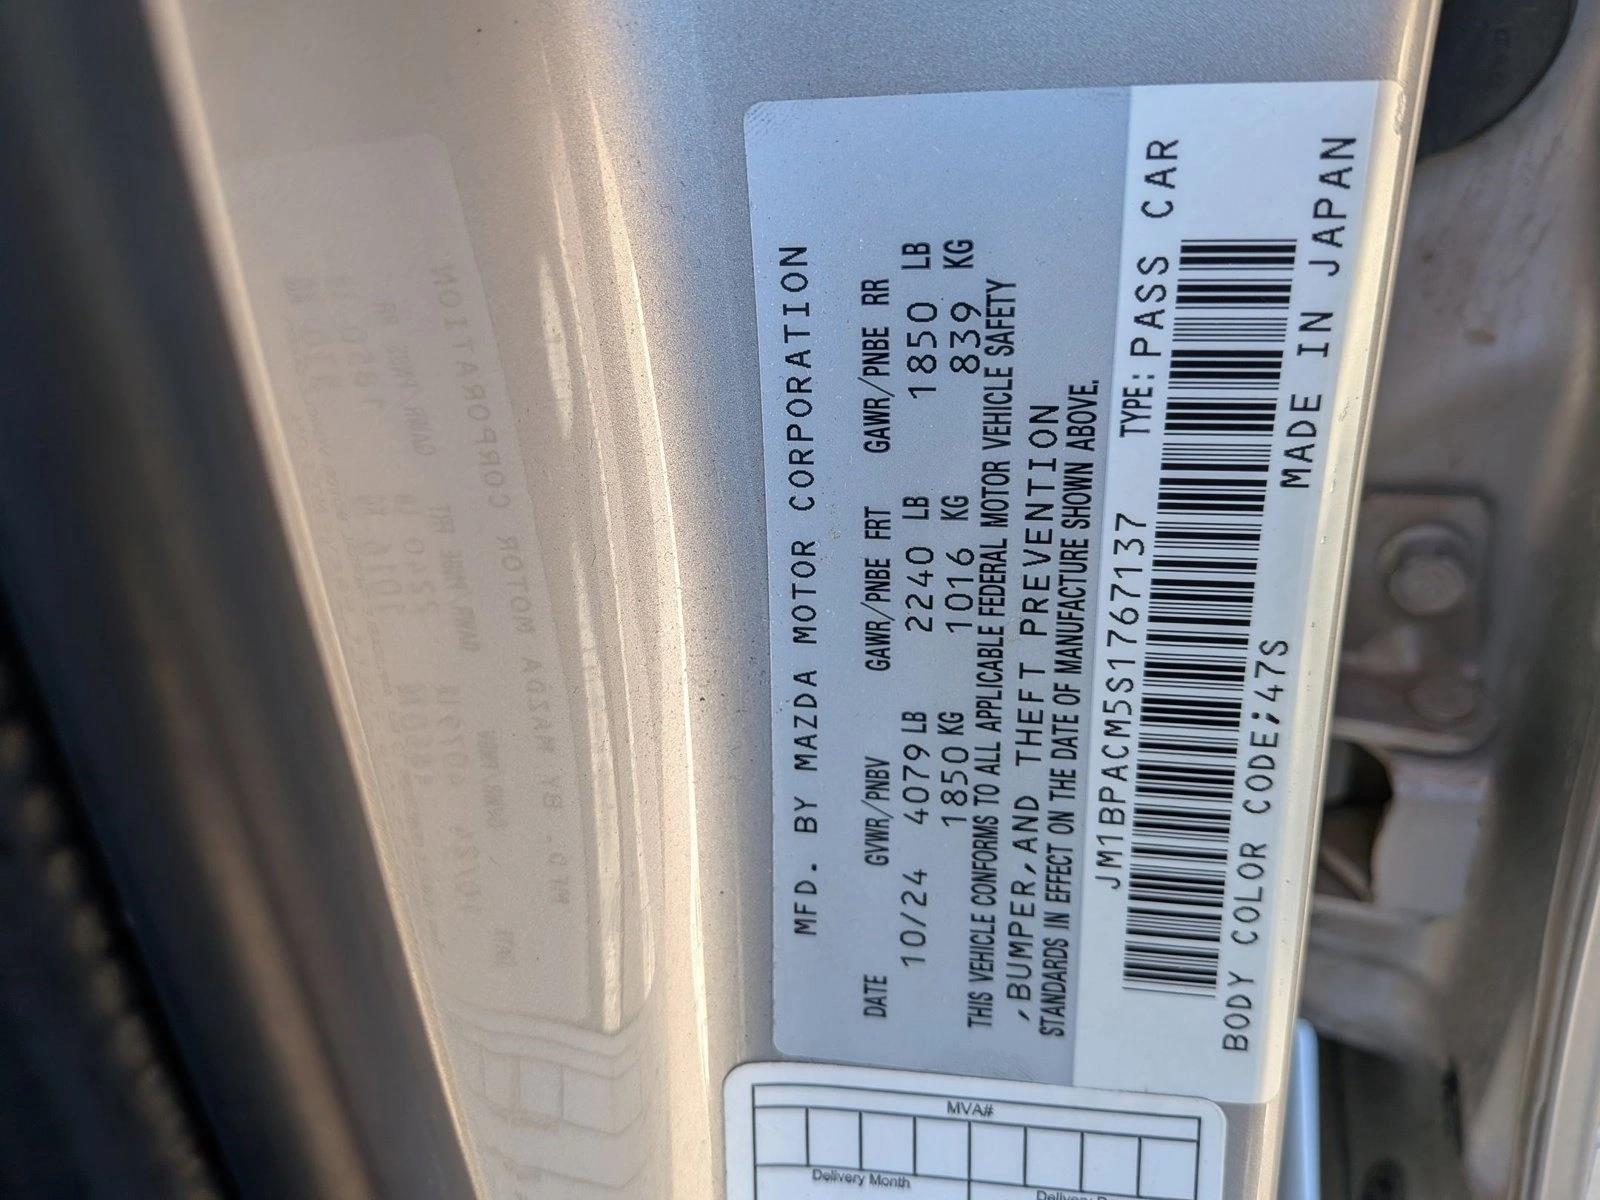 MFD. BY MAZDA MOTOR CORPORATION
DATE GVWR/PNBV GAWR/PNBE FRT GAWR/PNBE RR
10/24 4079 LB 2240 LB 1850 LB
1850 KG 1016 KG 839 KG
THIS VEHICLE CONFORMS TO ALL APPLICABLE FEDERAL MOTOR VEHICLE SAFETY
,BUMPER,AND THEFT PREVENTION
STANDARDS IN EFFECT ON THE DATE OF MANUFACTURE SHOWN ABOVE.
JM1BPACM5S1767137 TYPE: PASS CAR
BODY COLOR CODE:47S MADE IN JAPAN
MVA#
Delivery Month
Delivery